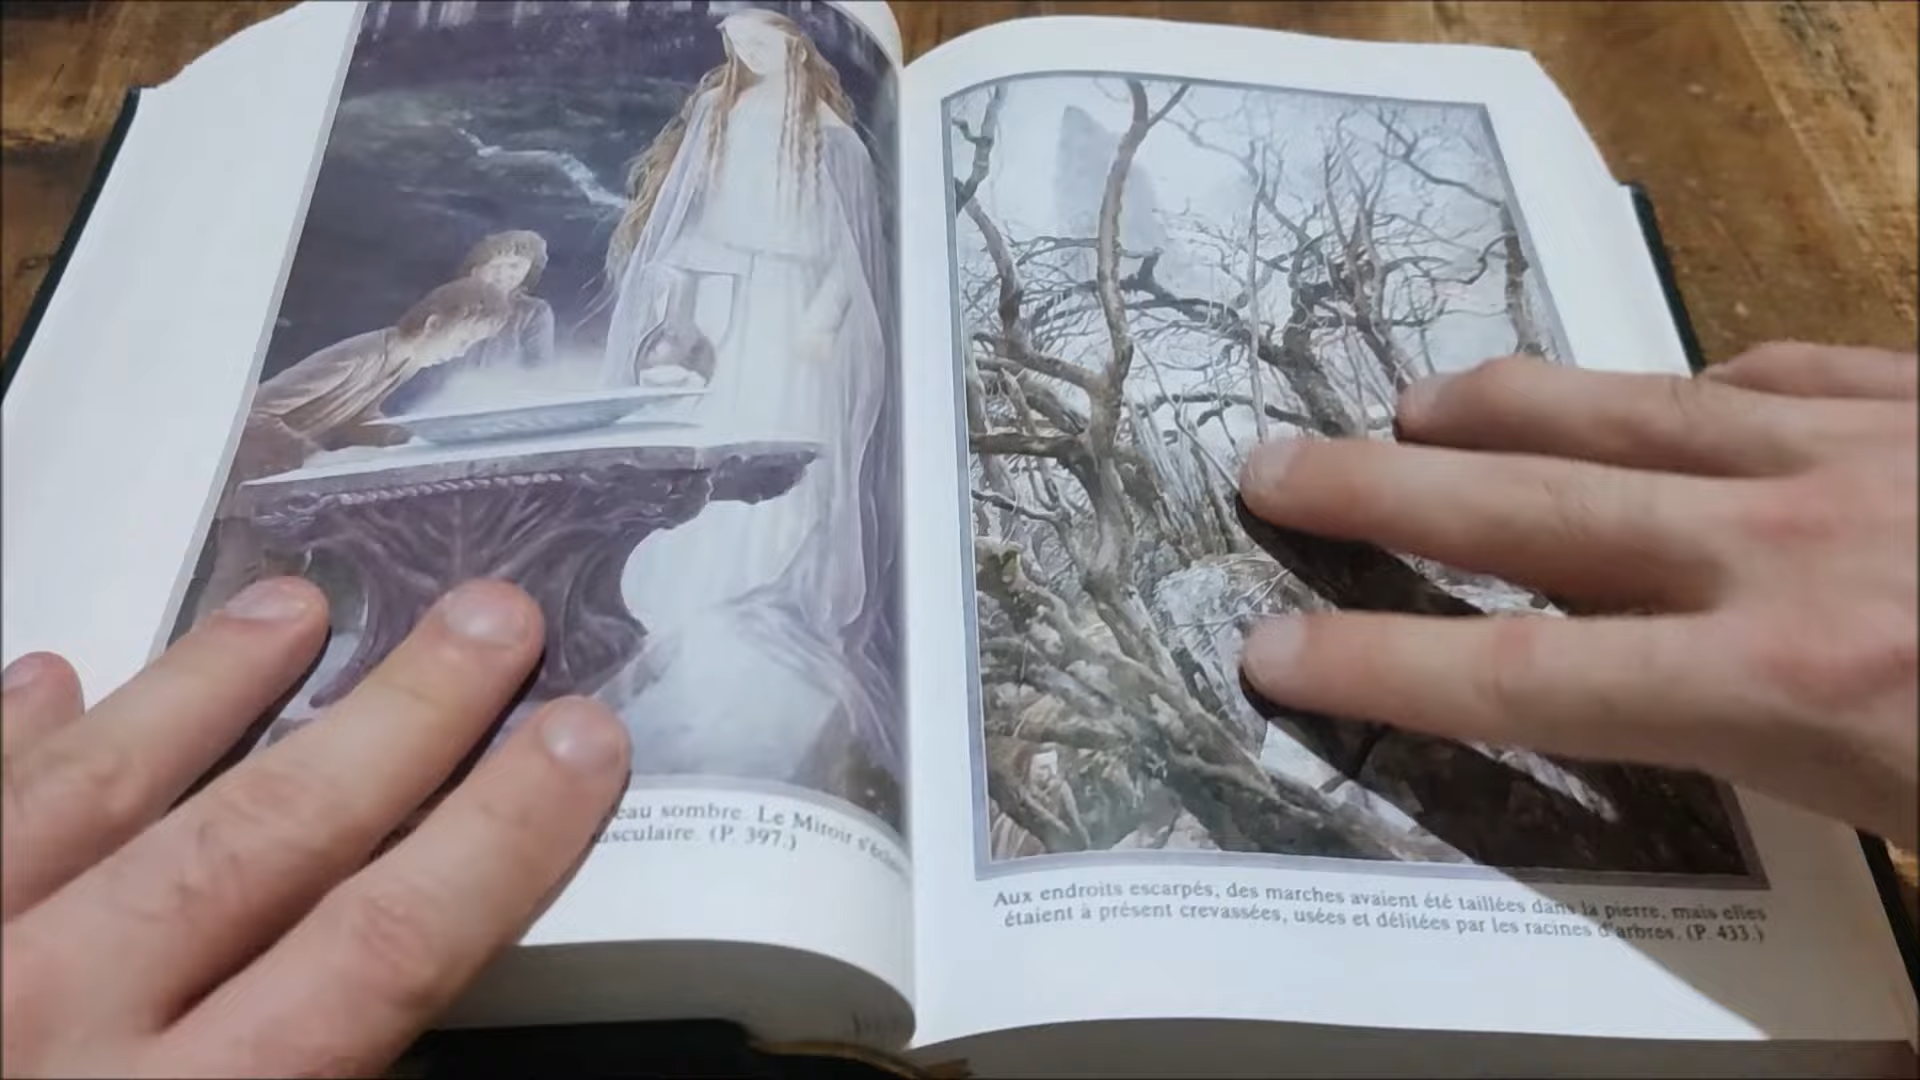 eau sombre. Le Miroir
usculaire. (P. 397.)
Aux endroits escarpés, des marches avaient été taillées dans la pierre, mais elles
étaient à présent crevassées, usées et délitées par les racines d'arbres. (P. 433.)